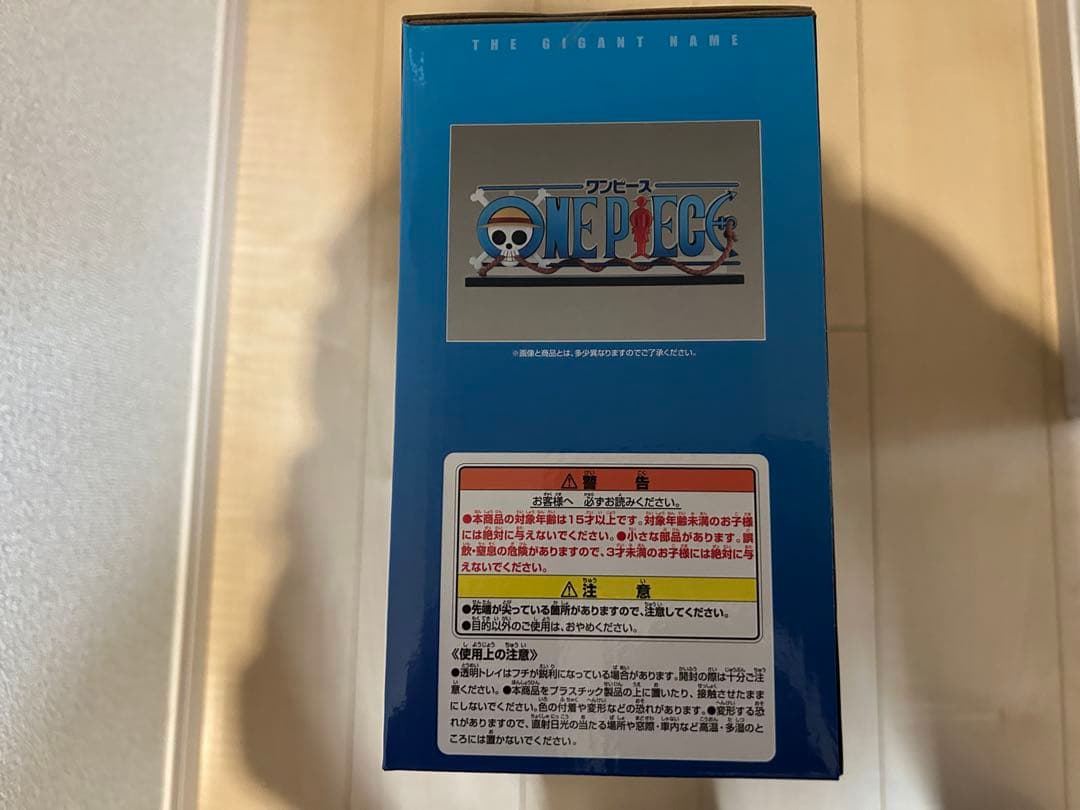 THE GIGANT NAME
ワンピース
ONE PIECE
※画像と商品とは、多少異なりますのでご了承ください。
⚠警告
お客様へ 必ずお読みください。
●本商品の対象年齢は15才以上です。対象年齢未満のお子様
には絶対に与えないでください。●小さな部品があります。誤
飲・窒息の危険がありますので、3才未満のお子様には絶対に与
えないでください。
⚠注意
●先端が尖っている箇所がありますので、注意してください。
●目的以外のご使用は、おやめください。
《使用上の注意》
●透明トレイはフチが鋭利になっている場合があります。開封の際は十分ご注
意ください。●本商品をプラスチック製品の上に置いたり、接触させたまま
にしないでください。色の付着や変形などの恐れがあります。●変形する恐
れがありますので、直射日光の当たる場所や窓際・車内など高温・多湿のと
ころには置かないでください。